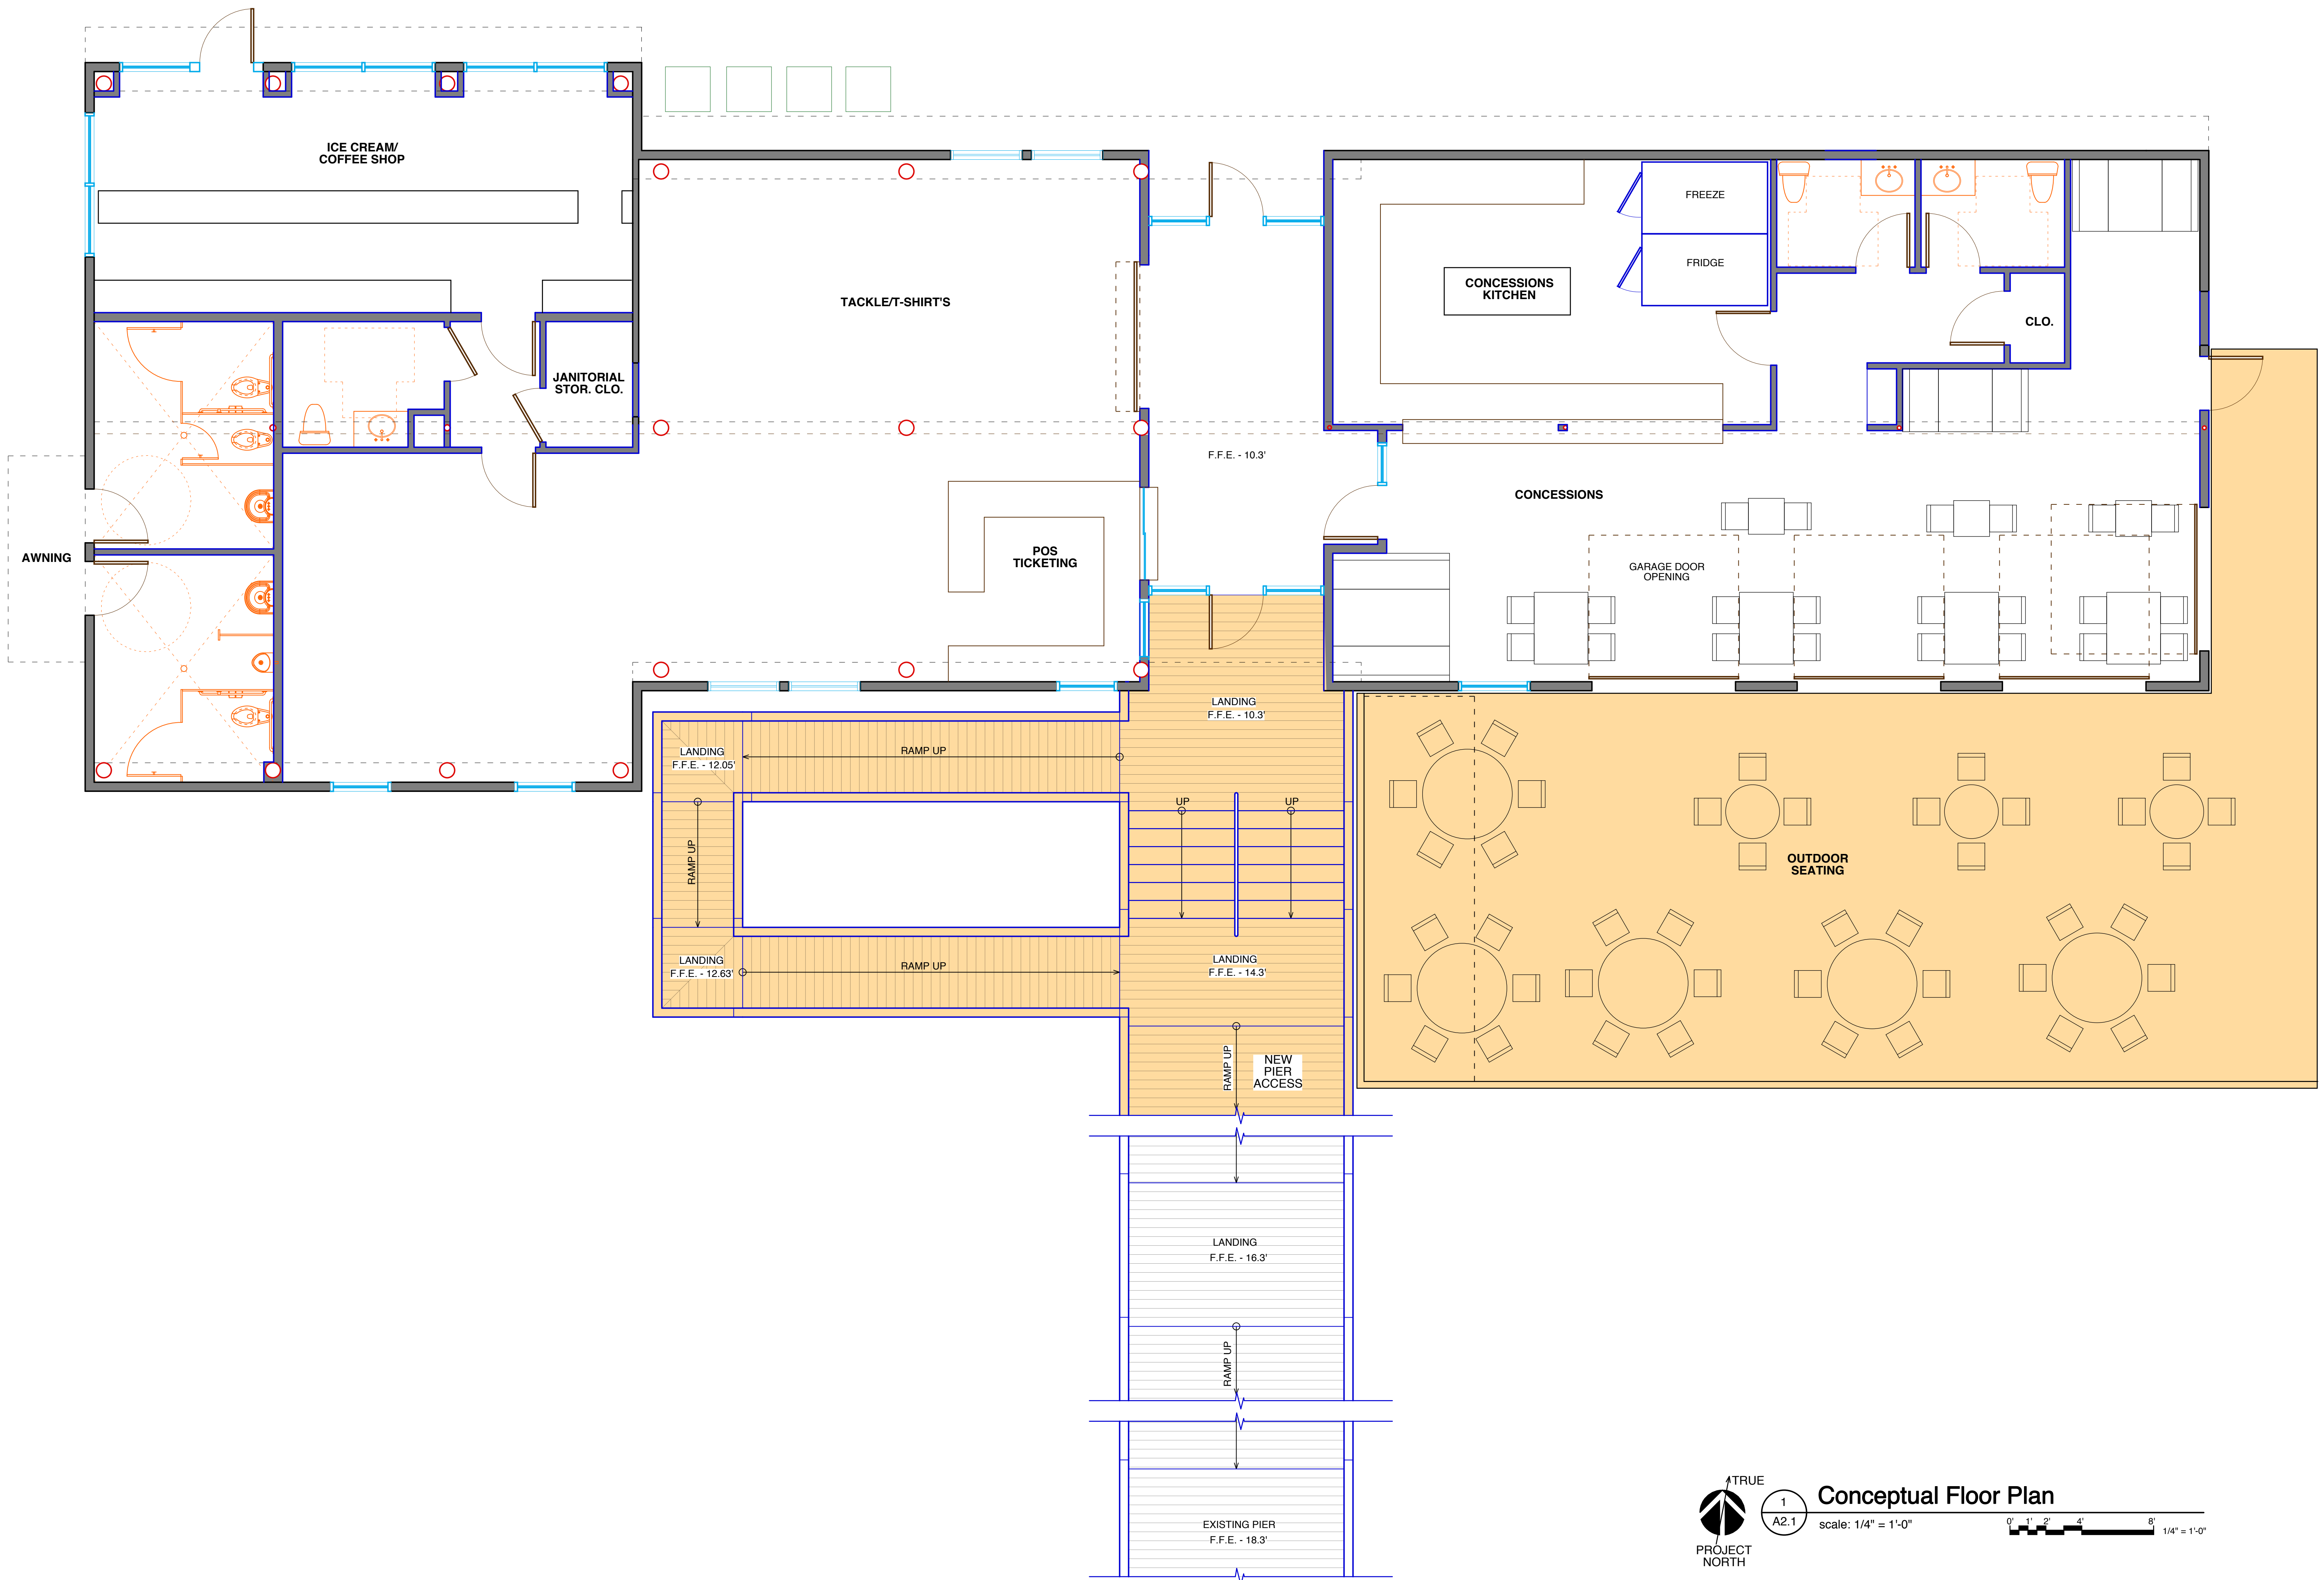 ICE CREAM/
COFFEE SHOP
TACKLE/T-SHIRT'S
FREEZE
FRIDGE
CONCESSIONS
KITCHEN
CLO.
JANITORIAL
STOR. CLO.
F.F.E. - 10.3'
CONCESSIONS
AWNING
POS
TICKETING
GARAGE DOOR
OPENING
LANDING
F.F.E. - 10.3'
LANDING
F.F.E. - 12.05'
RAMP UP
UP
UP
RAMP UP
OUTDOOR
SEATING
LANDING
F.F.E. - 12.63'
RAMP UP
LANDING
F.F.E. - 14.3'
RAMP UP
NEW
PIER
ACCESS
LANDING
F.F.E. - 16.3'
RAMP UP
EXISTING PIER
F.F.E. - 18.3'
TRUE
PROJECT
NORTH
1
A2.1
Conceptual Floor Plan
scale: 1/4" = 1'-0"
0' 1' 2' 4' 8'
1/4" = 1'-0"